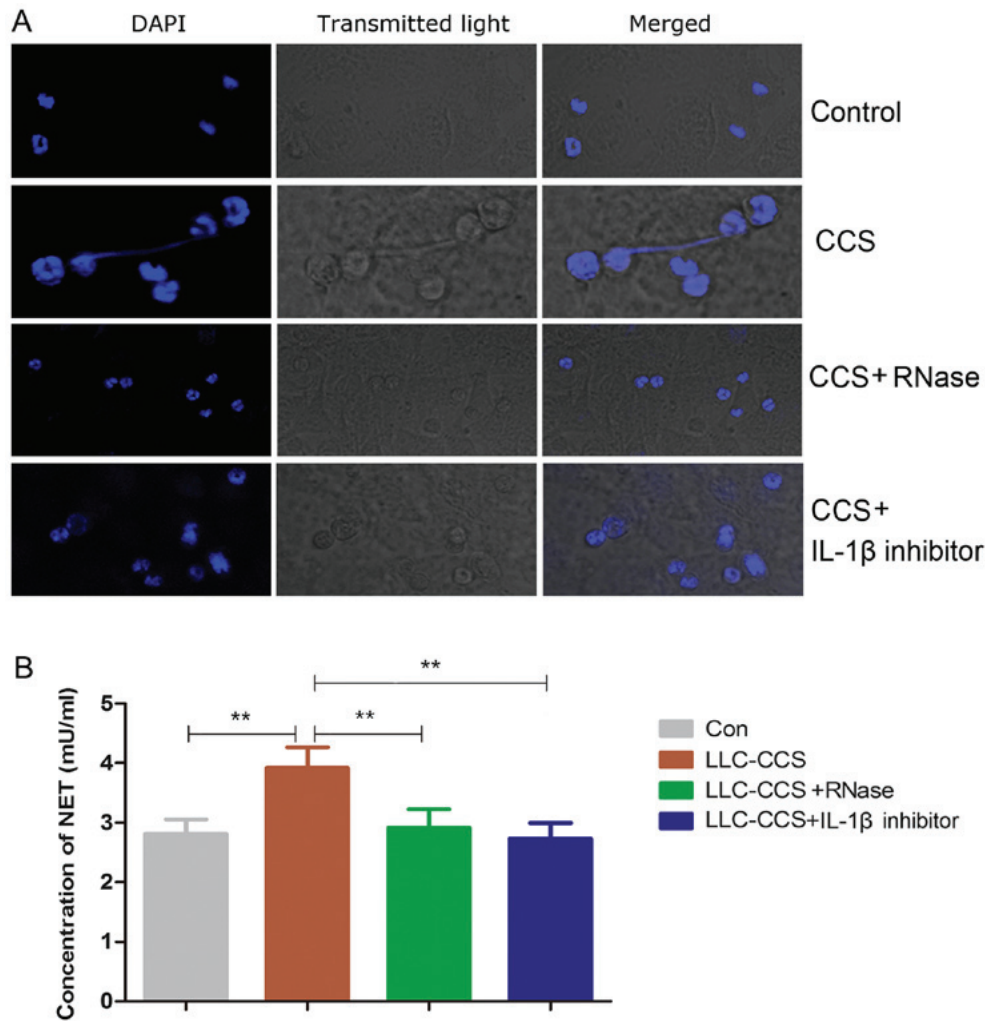 A
DAPI
Transmitted light
Merged
Control
CCS
CCS+ RNase
CCS+
IL-1β inhibitor
B
Concentration of NET (mU/ml)
5
4
3
2
1
0
**
**
**
Con
LLC-CCS
LLC-CCS +RNase
LLC-CCS+IL-1β inhibitor